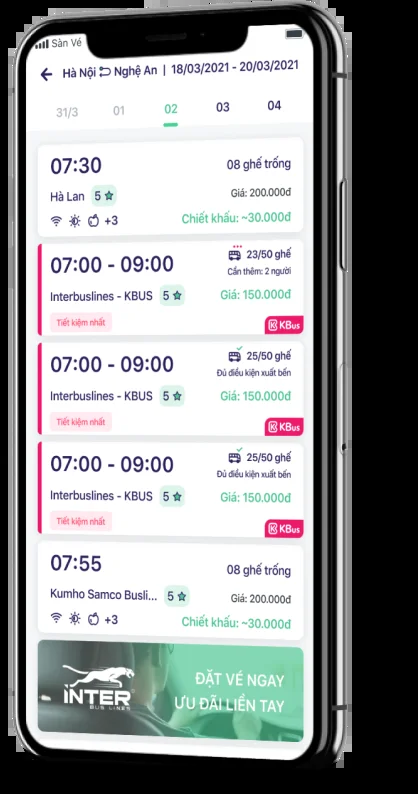 Sàn Vé
Hà Nội Nghệ An | 18/03/2021 - 20/03/2021
31/3 01 02 03 04
07:30 08 ghế trống
Hà Lan 5 Giá: 200.000đ
+3 Chiết khấu: ~30.000đ
07:00 - 09:00 23/50 ghế
Cần thêm: 2 người
Interbuslines - KBUS 5 Giá: 150.000đ
Tiết kiệm nhất KBus
07:00 - 09:00 25/50 ghế
Đủ điều kiện xuất bến
Interbuslines - KBUS 5 Giá: 150.000đ
Tiết kiệm nhất KBus
07:00 - 09:00 25/50 ghế
Đủ điều kiện xuất bến
Interbuslines - KBUS 5 Giá: 150.000đ
Tiết kiệm nhất KBus
07:55 08 ghế trống
Kumho Samco Busli... 5 Giá: 200.000đ
+3 Chiết khấu: ~30.000đ
ĐẶT VÉ NGAY
ƯU ĐÃI LIỀN TAY
INTER
BUS LINES